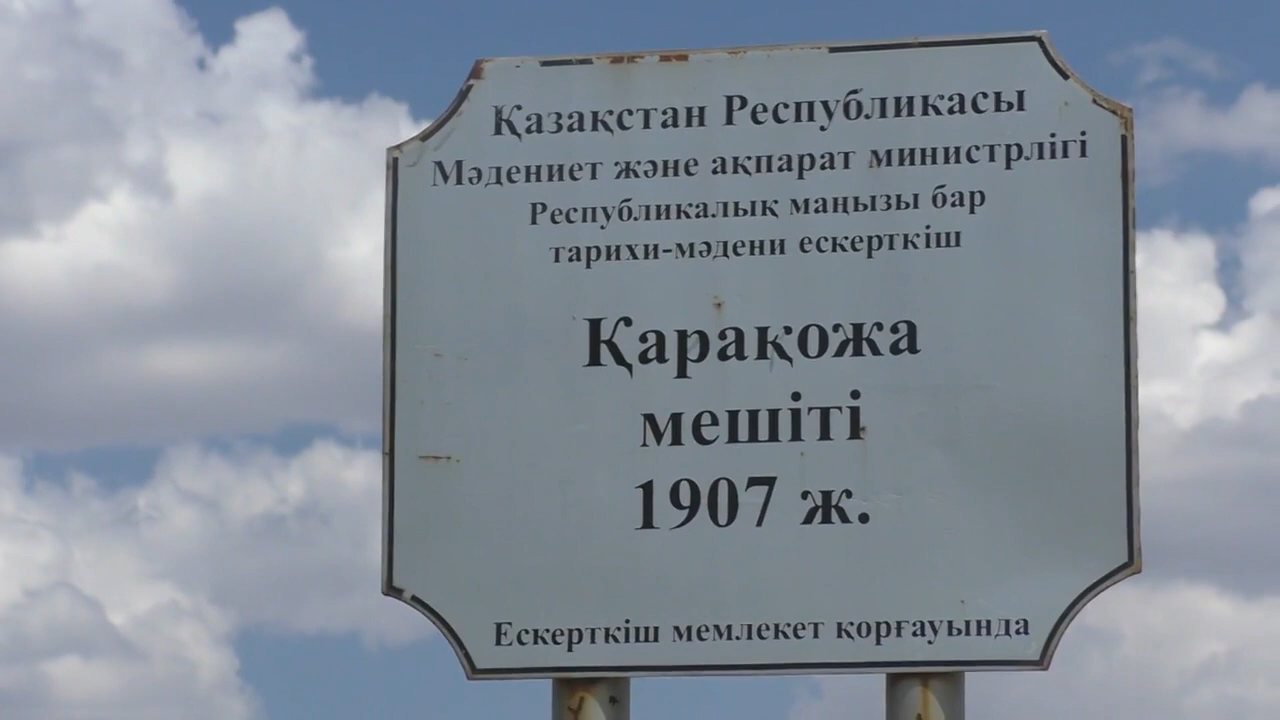 Қазақстан Республикасы
Мәдениет және ақпарат министрлігі
Республикалық маңызы бар
тарихи-мәдени ескерткіш
Қарақожа
мешіті
1907 ж.
Ескерткіш мемлекет қорғауында